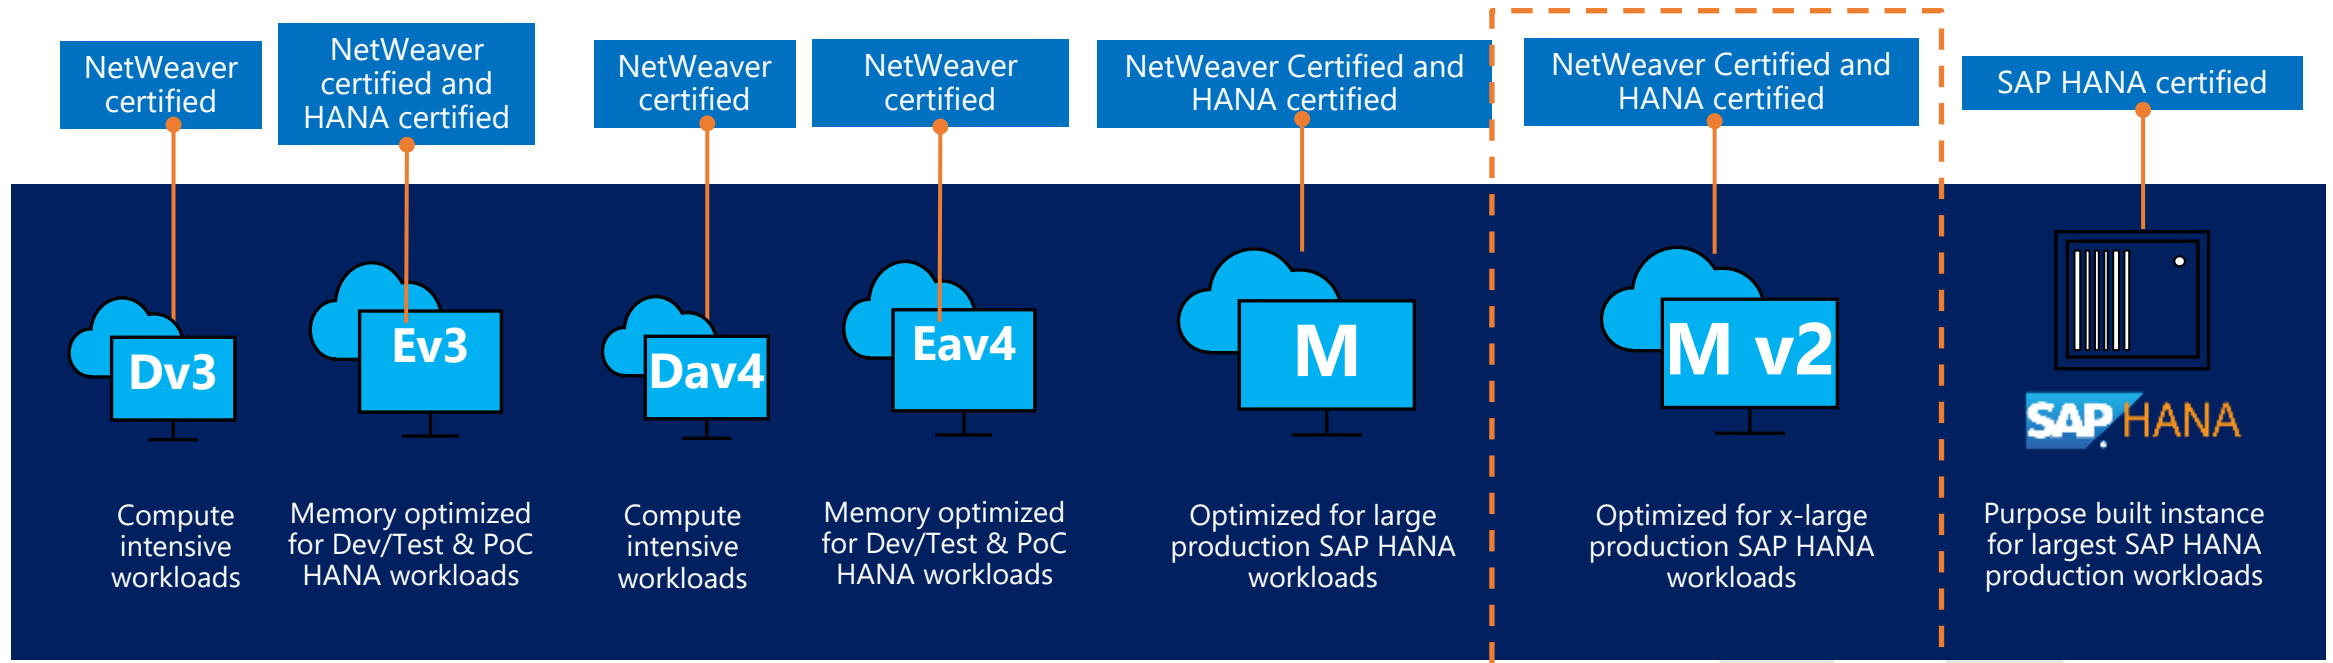 NetWeaver
certified
NetWeaver
certified and
HANA certified
NetWeaver
certified
NetWeaver
certified
NetWeaver Certified and
HANA certified
NetWeaver Certified and
HANA certified
SAP HANA certified
Dv3
Ev3
Dav4
Eav4
M
M v2
SAP HANA
Compute
intensive
workloads
Memory optimized
for Dev/Test & PoC
HANA workloads
Compute
intensive
workloads
Memory optimized
for Dev/Test & PoC
HANA workloads
Optimized for large
production SAP HANA
workloads
Optimized for x-large
production SAP HANA
workloads
Purpose built instance
for largest SAP HANA
production workloads